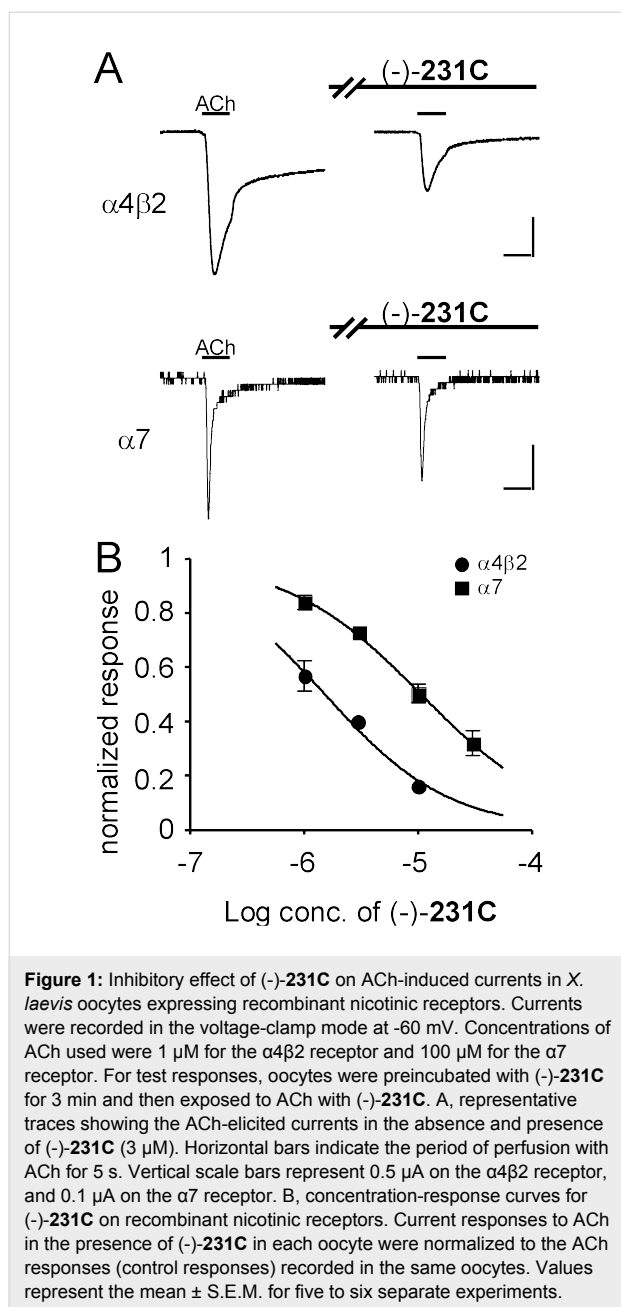 A
(-)-231C
ACh
α4β2
(-)-231C
ACh
α7
B
1
α4β2
α7
0.8
0.6
0.4
0.2
0
normalized response
-7 -6 -5 -4
Log conc. of (-)-231C
Figure 1: Inhibitory effect of (-)-231C on ACh-induced currents in X.
laevis oocytes expressing recombinant nicotinic receptors. Currents
were recorded in the voltage-clamp mode at -60 mV. Concentrations of
ACh used were 1 μM for the α4β2 receptor and 100 μM for the α7
receptor. For test responses, oocytes were preincubated with (-)-231C
for 3 min and then exposed to ACh with (-)-231C. A, representative
traces showing the ACh-elicited currents in the absence and presence
of (-)-231C (3 μM). Horizontal bars indicate the period of perfusion with
ACh for 5 s. Vertical scale bars represent 0.5 μA on the α4β2 receptor,
and 0.1 μA on the α7 receptor. B, concentration-response curves for
(-)-231C on recombinant nicotinic receptors. Current responses to ACh
in the presence of (-)-231C in each oocyte were normalized to the ACh
responses (control responses) recorded in the same oocytes. Values
represent the mean ± S.E.M. for five to six separate experiments.